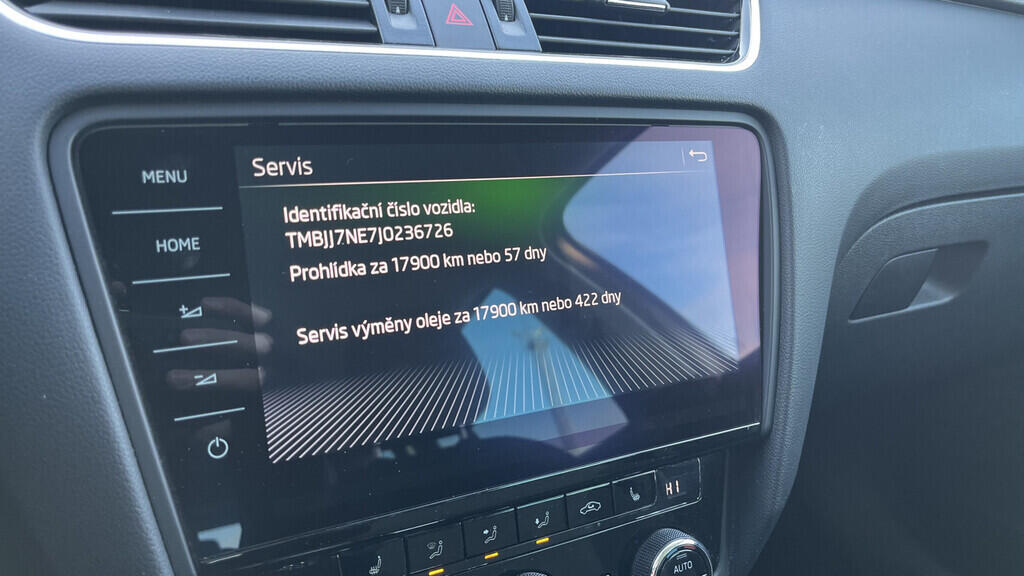 Servis
MENU
Identifikační číslo vozidla:
TMBJJ7NE7J0236726
HOME
Prohlídka za 17900 km nebo 57 dny
Servis výměny oleje za 17900 km nebo 422 dny
HI
AUTO